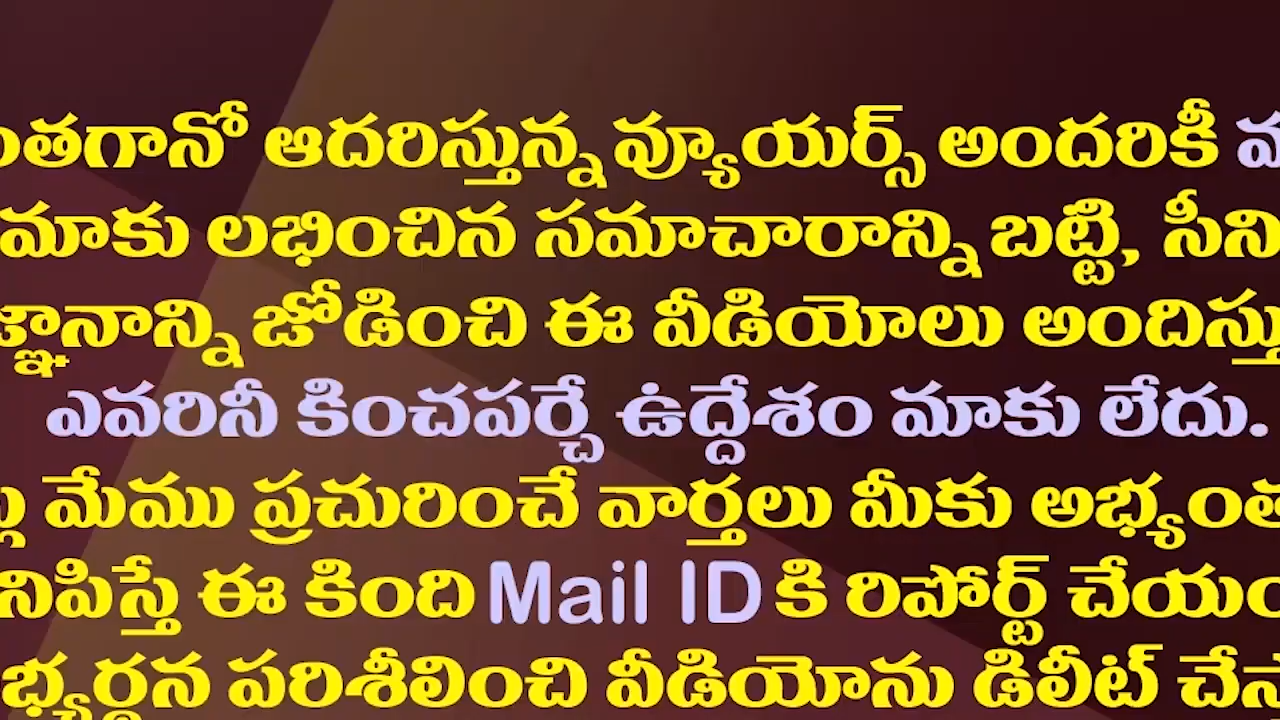 ంతగానో ఆదరిస్తున్న వ్యూయర్స్ అందరికీ
మాకు లభించిన సమాచారాన్ని బట్టి, సీని
జ్ఞానాన్ని జోడించి ఈ వీడియోలు అందిస్తు
ఎవరినీ కించపర్చే ఉద్దేశం మాకు లేదు.
మేము ప్రచురించే వార్తలు మీకు అభ్యంత
నిపిస్తే ఈ కింది Mail ID కి రిపోర్ట్ చేయం
భ్యర్థన పరిశీలించి వీడియోను డిలీట్ చేస